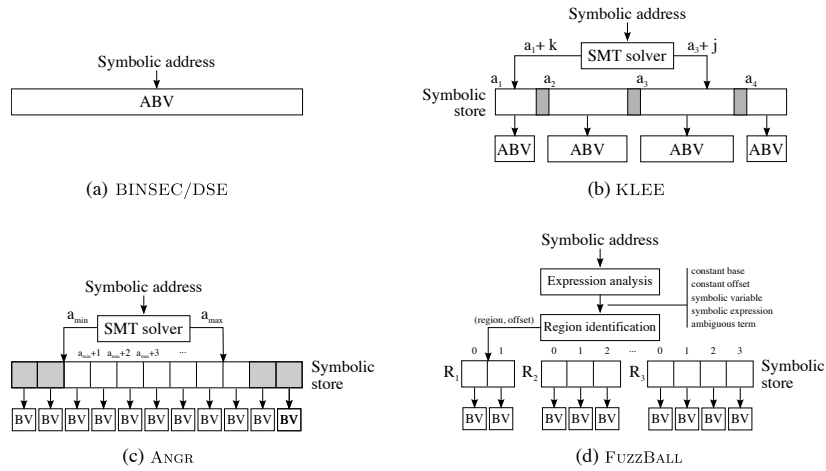 Symbolic address
ABV
(a) BINSEC/DSE
Symbolic address
a1+ k
SMT solver
a3+ j
a1 a2 a3 a4
Symbolic
store
ABV ABV ABV ABV
(b) KLEE
Symbolic address
amin
SMT solver
amax
amin+1 amin+2 amin+3 ...
Symbolic
store
BV BV BV BV BV BV BV BV BV BV BV
(c) ANGR
Symbolic address
Expression analysis
constant base
constant offset
symbolic variable
symbolic expression
ambiguous term
(region, offset)
Region identification
0 1 0 1 2 ... 0 1 2 3
R1 R2 R3
Symbolic
store
BV BV BV BV BV BV BV BV BV
(d) FUZZBALL